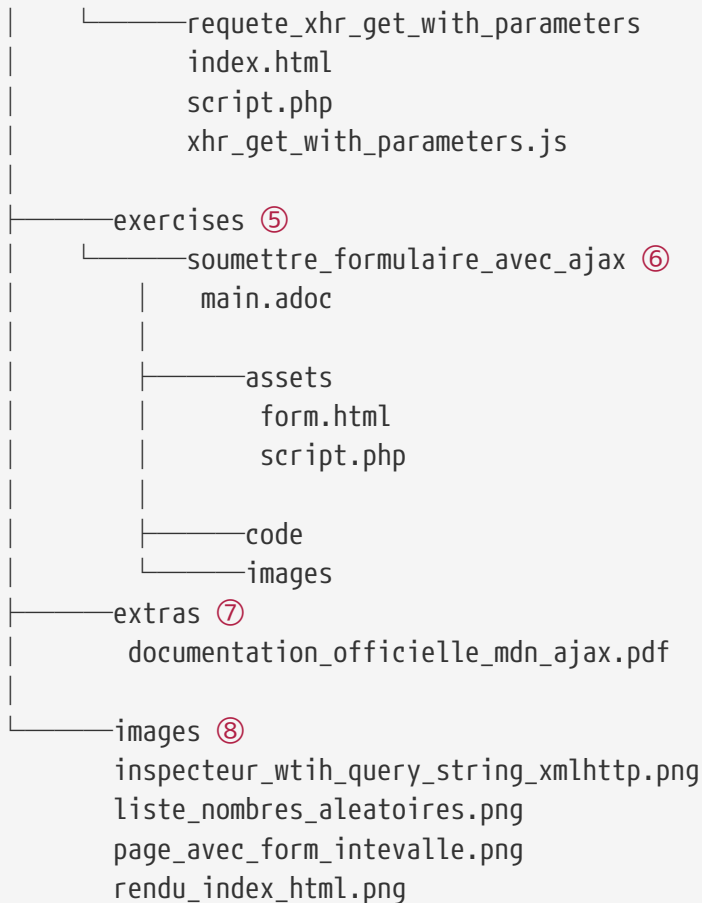 requete_xhr_get_with_parameters
index.html
script.php
xhr_get_with_parameters.js
exercises ⑤
soumettre_formulaire_avec_ajax ⑥
main.adoc
assets
form.html
script.php
code
images
extras ⑦
documentation_officielle_mdn_ajax.pdf
images ⑧
inspecteur_wtih_query_string_xmlhttp.png
liste_nombres_aleatoires.png
page_avec_form_intevalle.png
rendu_index_html.png